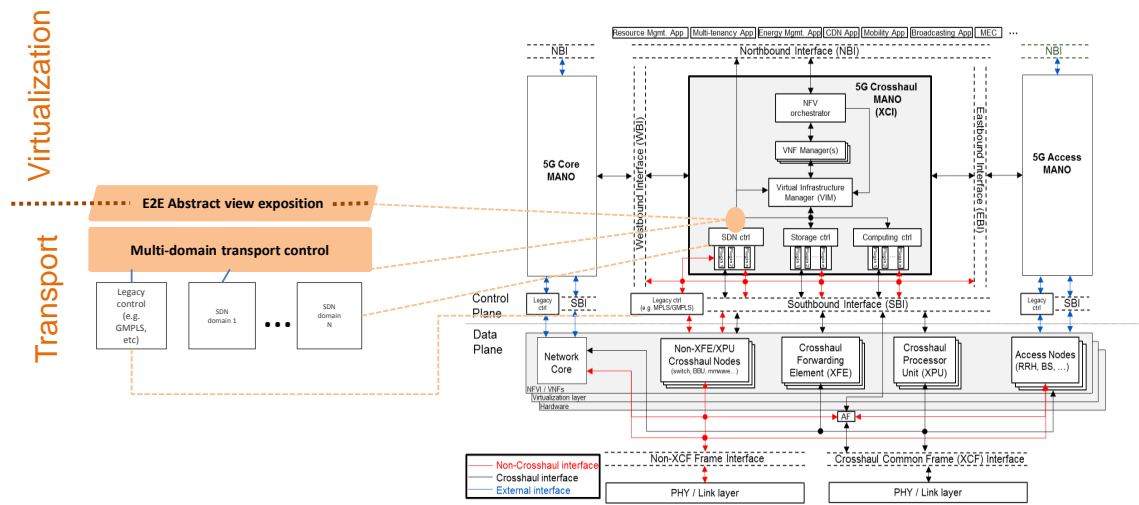 Virtualization
Transport
E2E Abstract view exposition
Multi-domain transport control
Legacy
control
(e.g.
GMPLS,
etc)
SDN
domain 1
...
SDN
domain
N
Resource Mgmt. App
Multi-tenancy App
Energy Mgmt. App
CDN App
Mobility App
Broadcasting App
MEC
...
NBI
Northbound Interface (NBI)
NBI
5G Core
MANO
Westbound Interface (WBI)
5G Crosshaul
MANO
(XCI)
NFV
orchestrator
VNF Manager(s)
Virtual Infrastructure
Manager (VIM)
SDN ctrl
Storage ctrl
Computing ctrl
Eastbound Interface (EBI)
5G Access
MANO
Control
Plane
Legacy
ctrl
SBI
Legacy ctrl
(e.g. MPLS/GMPLS)
Southbound Interface (SBI)
Legacy
ctrl
SBI
Data
Plane
Network
Core
Non-XFE/XPU
Crosshaul Nodes
(switch, BBU, mmwave...)
Crosshaul
Forwarding
Element (XFE)
Crosshaul
Processor
Unit (XPU)
Access Nodes
(RRH, BS, ...)
NFVI / VNFs
Virtualization layer
Hardware
AF
Non-XCF Frame Interface
Crosshaul Common Frame (XCF) Interface
Non-Crosshaul interface
Crosshaul interface
External interface
PHY / Link layer
PHY / Link layer